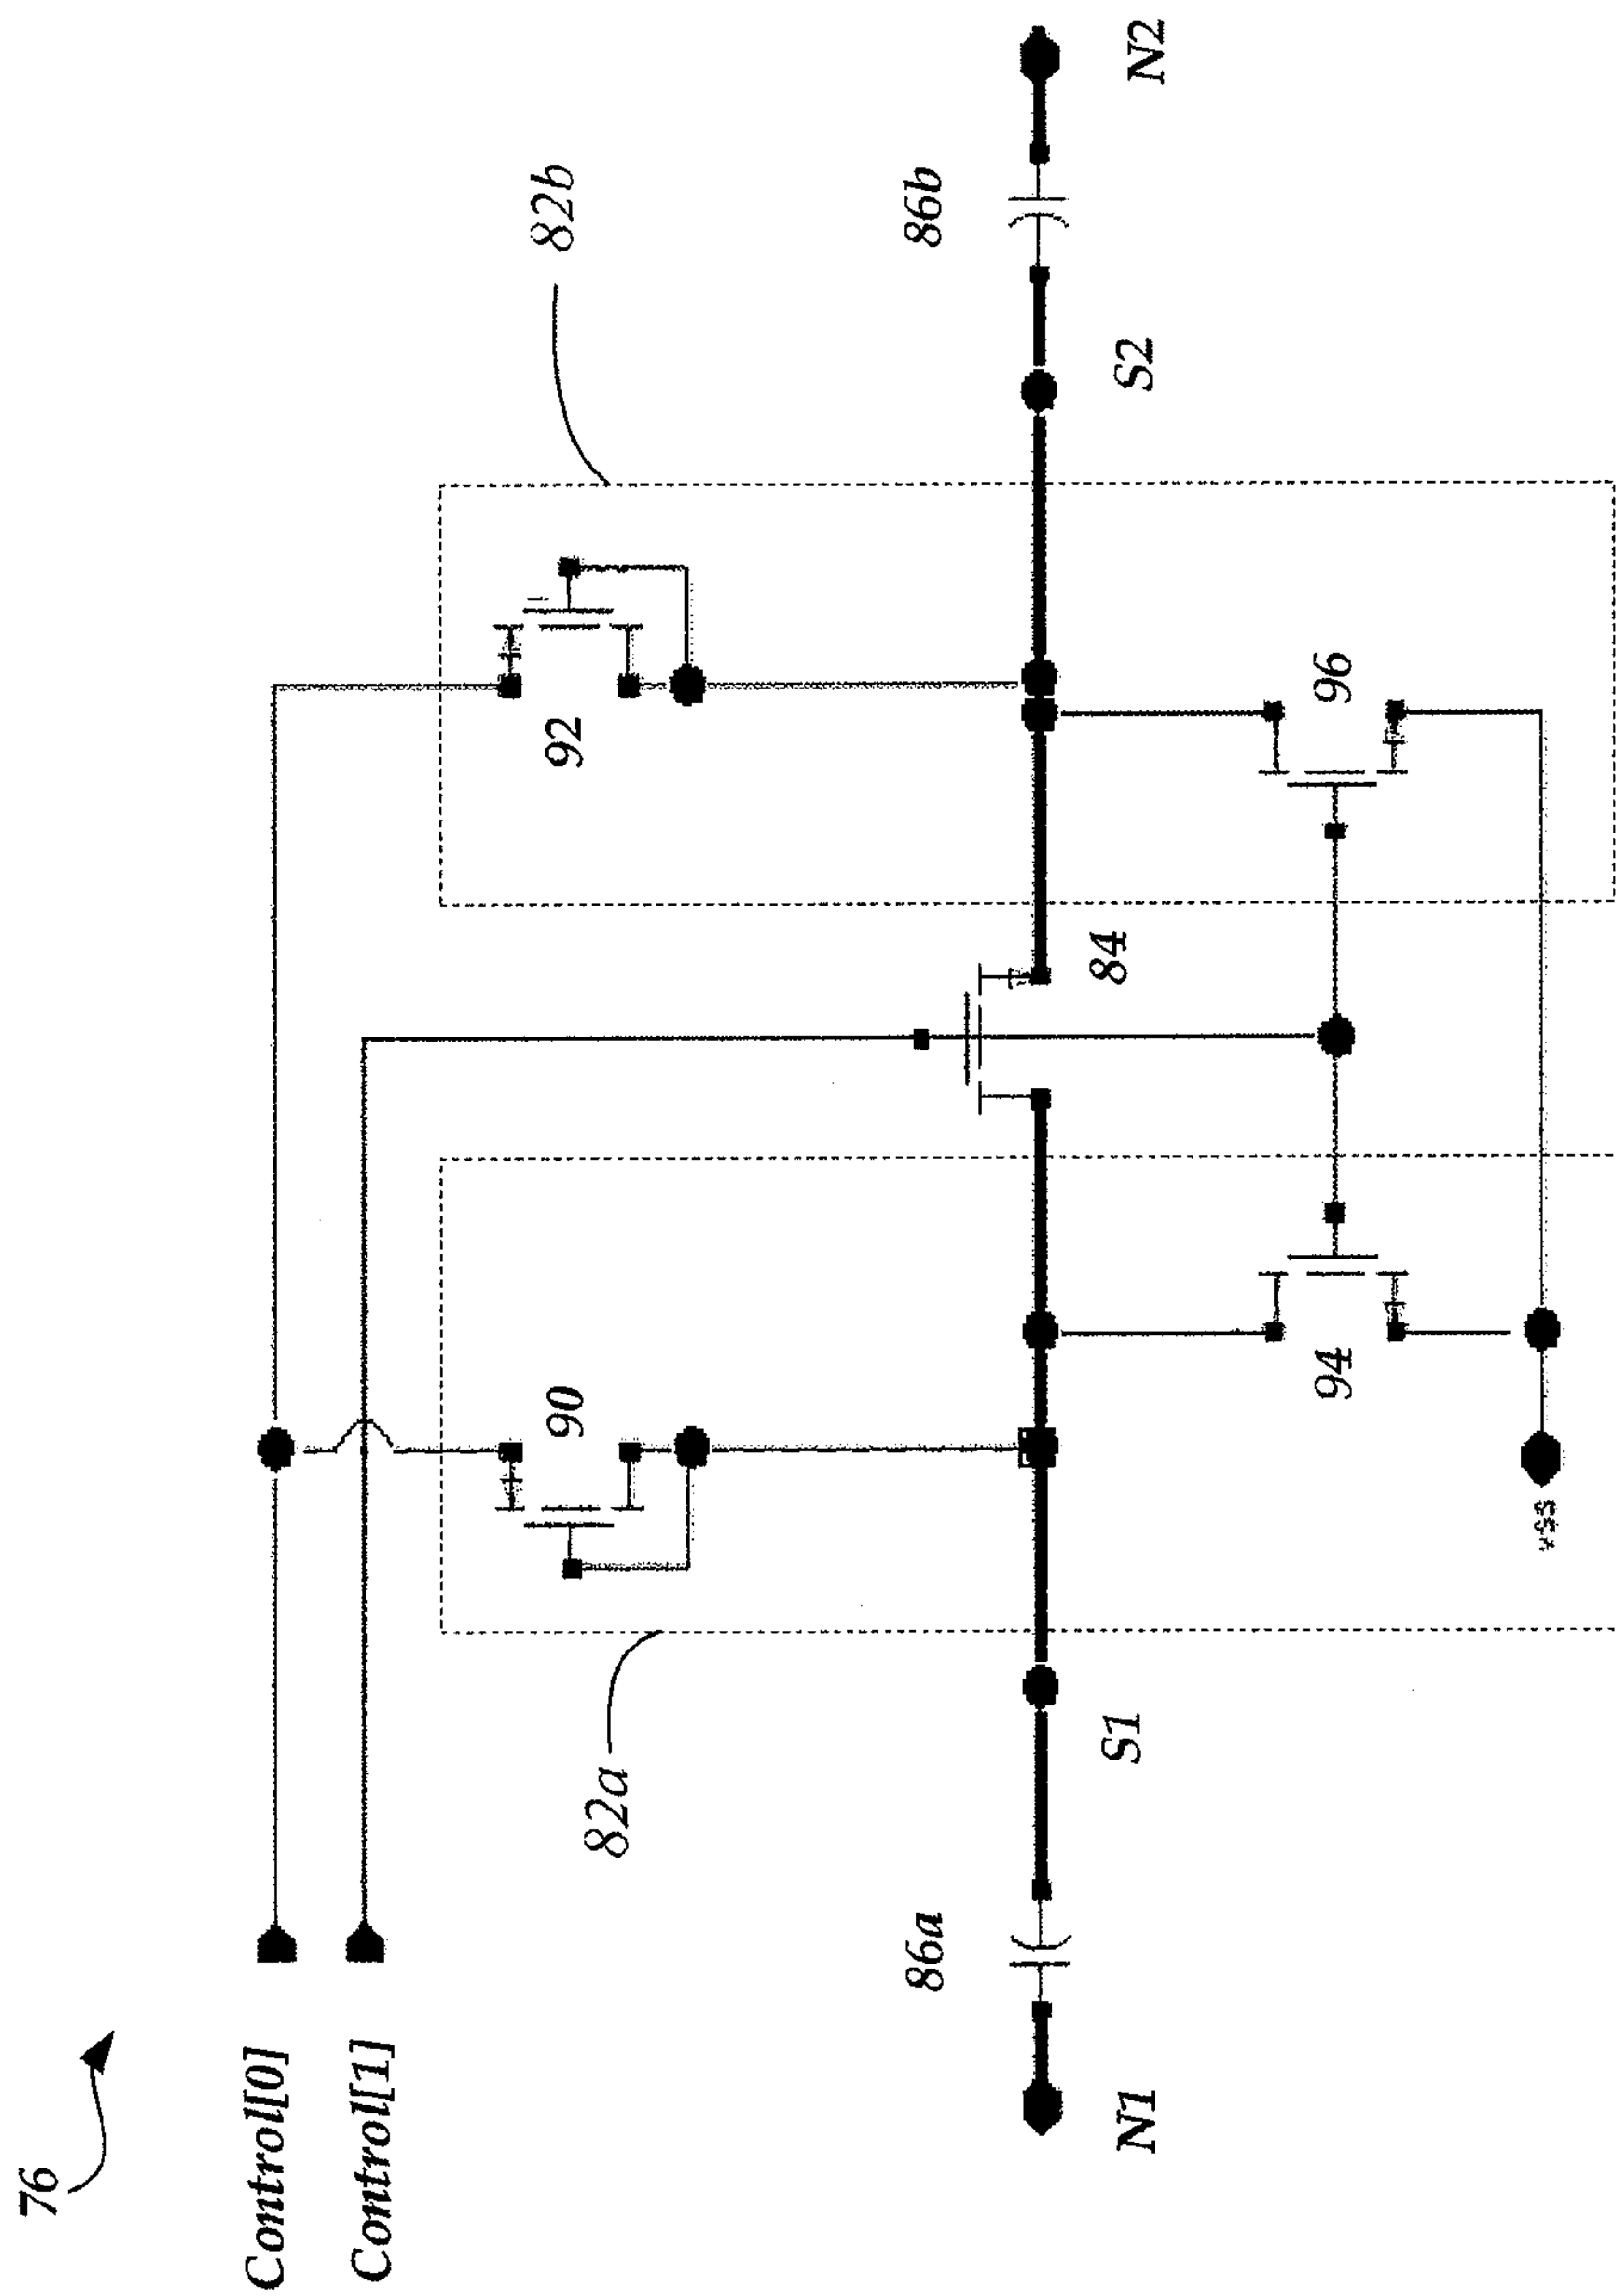 76
Control[0]
Control[1]
82a
82b
90
92
86a
86b
84
N1
S1
S2
N2
94
96
vss